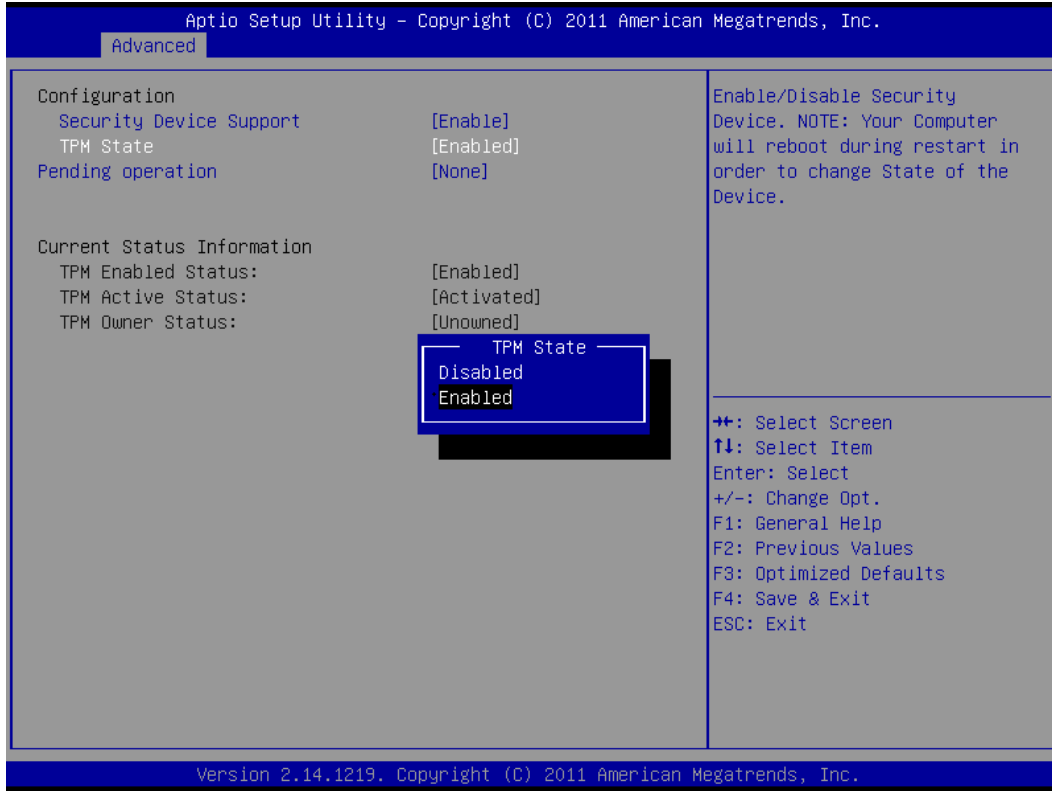 Aptio Setup Utility – Copyright (C) 2011 American Megatrends, Inc.
Advanced
Configuration
Security Device Support [Enable]
TPM State [Enabled]
Pending operation [None]
Current Status Information
TPM Enabled Status: [Enabled]
TPM Active Status: [Activated]
TPM Owner Status: [Unowned]
TPM State
Disabled
Enabled
Enable/Disable Security
Device. NOTE: Your Computer
will reboot during restart in
order to change State of the
Device.
→←: Select Screen
↑↓: Select Item
Enter: Select
+/-: Change Opt.
F1: General Help
F2: Previous Values
F3: Optimized Defaults
F4: Save & Exit
ESC: Exit
Version 2.14.1219. Copyright (C) 2011 American Megatrends, Inc.